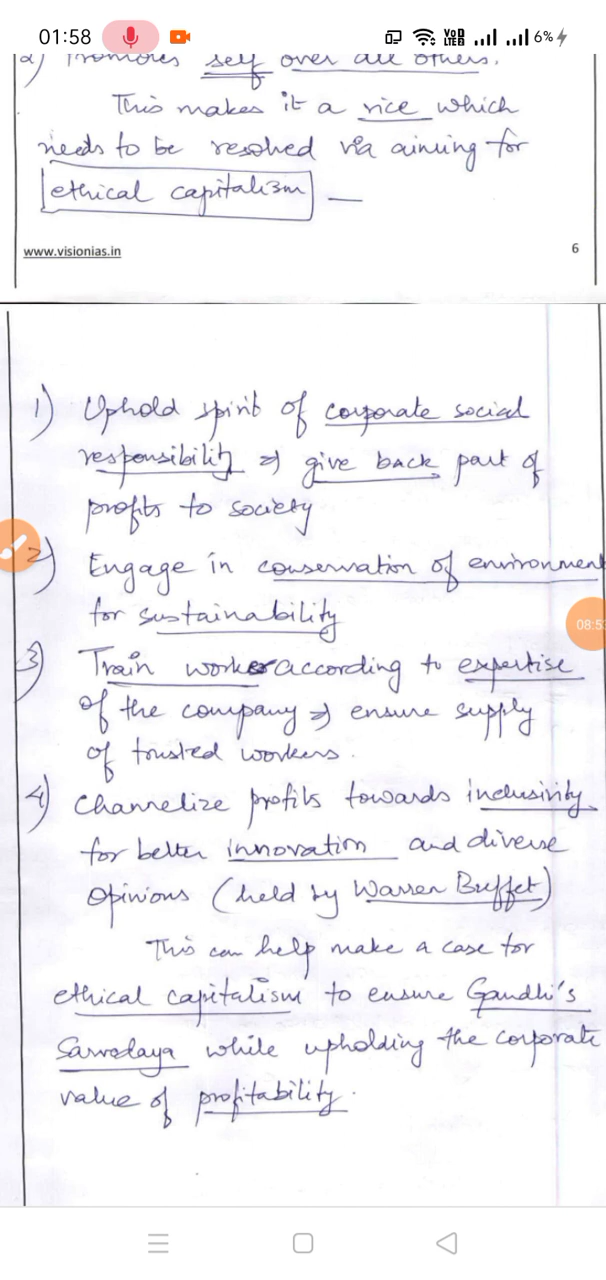 01:58
VoD
LTE2
6%
2) Promotes self over all others.
This makes it a vice which
needs to be resolved via aiming for
ethical capitalism —
www.visionias.in
6
1) Uphold spirit of corporate social
responsibility ⇒ give back part of
profits to society
2) Engage in conservation of environment
for sustainability
08:5
3) Train worker according to expertise
of the company ⇒ ensure supply
of trusted workers.
4) Channelize profits towards inclusivity
for better innovation and diverse
opinions (held by Warren Buffet)
This can help make a case for
ethical capitalism to ensure Gandhi's
Sarvodaya while upholding the corporate
value of profitability.